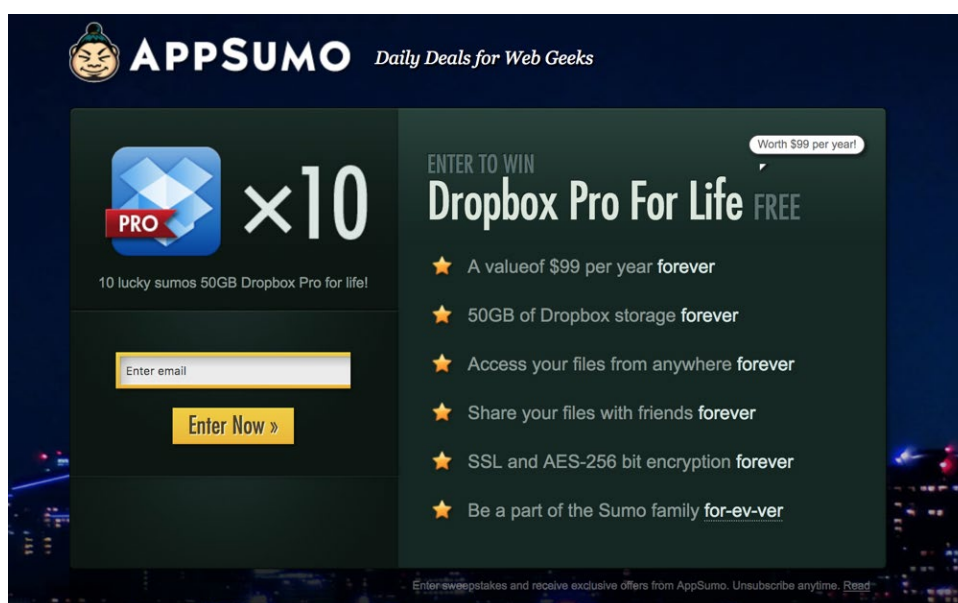 APPSUMO Daily Deals for Web Geeks
PRO
×10
10 lucky sumos 50GB Dropbox Pro for life!
Enter email
Enter Now »
Worth $99 per year!
ENTER TO WIN
Dropbox Pro For Life FREE
A valueof $99 per year forever
50GB of Dropbox storage forever
Access your files from anywhere forever
Share your files with friends forever
SSL and AES-256 bit encryption forever
Be a part of the Sumo family for-ev-ver
Enter sweepstakes and receive exclusive offers from AppSumo. Unsubscribe anytime. Read